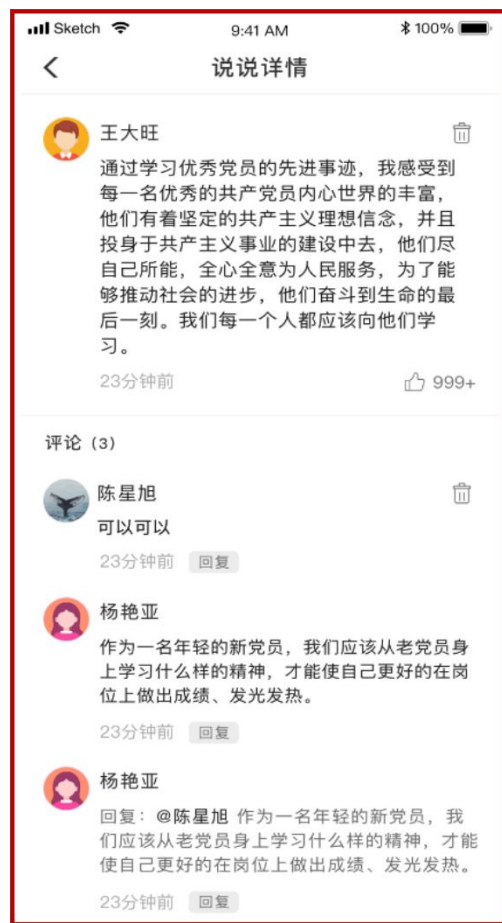 Sketch 9:41 AM 100%
说说详情
王大旺
通过学习优秀党员的先进事迹，我感受到
每一名优秀的共产党员内心世界的丰富，
他们有着坚定的共产主义理想信念，并且
投身于共产主义事业的建设中去，他们尽
自己所能，全心全意为人民服务，为了能
够推动社会的进步，他们奋斗到生命的最
后一刻。我们每一个人都应该向他们学
习。
23分钟前 999+
评论（3）
陈星旭
可以可以
23分钟前 回复
杨艳亚
作为一名年轻的新党员，我们应该从老党员身
上学习什么样的精神，才能使自己更好的在岗
位上做出成绩、发光发热。
23分钟前 回复
杨艳亚
回复：@陈星旭 作为一名年轻的新党员，我
们应该从老党员身上学习什么样的精神，才能
使自己更好的在岗位上做出成绩、发光发热。
23分钟前 回复